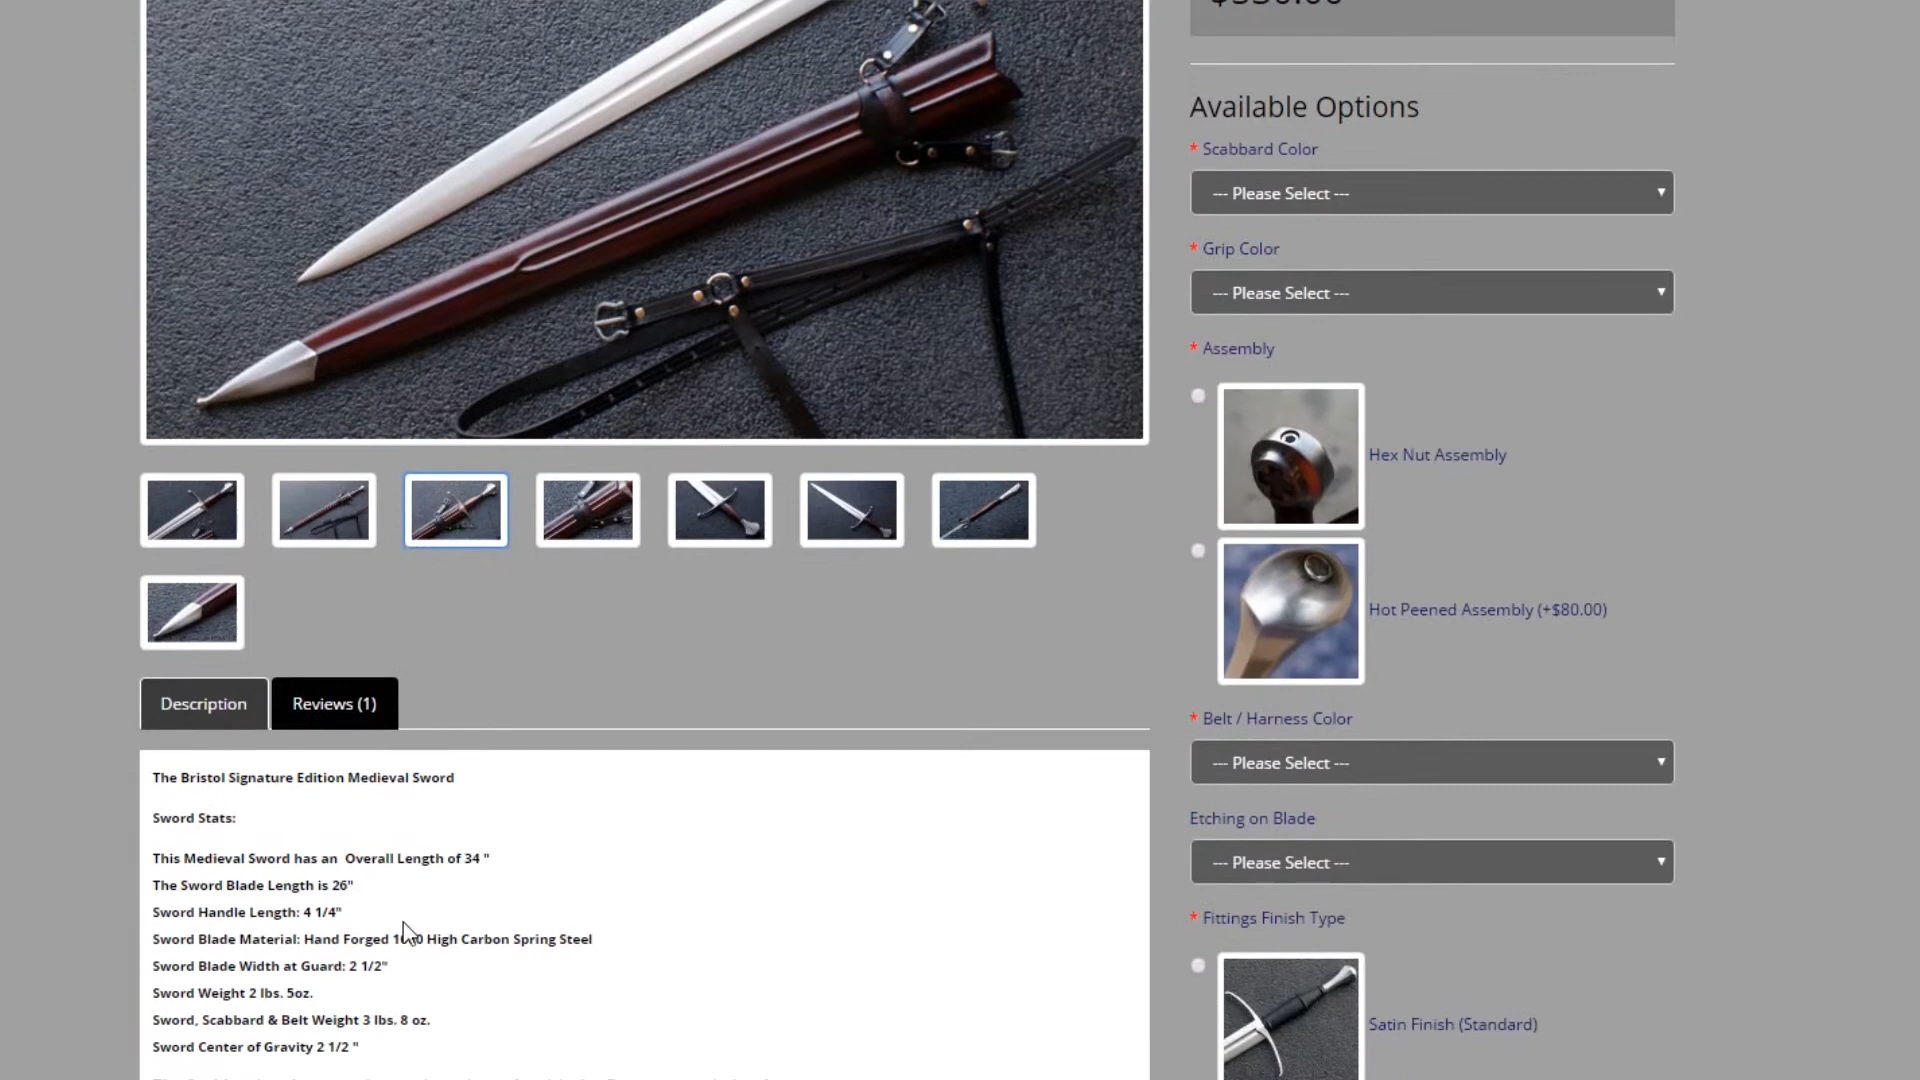 Available Options
* Scabbard Color
--- Please Select ---
* Grip Color
--- Please Select ---
* Assembly
Hex Nut Assembly
Hot Peened Assembly (+$80.00)
* Belt / Harness Color
--- Please Select ---
Etching on Blade
--- Please Select ---
* Fittings Finish Type
Satin Finish (Standard)
Description
Reviews (1)
The Bristol Signature Edition Medieval Sword
Sword Stats:
This Medieval Sword has an Overall Length of 34 "
The Sword Blade Length is 26"
Sword Handle Length: 4 1/4"
Sword Blade Material: Hand Forged High Carbon Spring Steel
Sword Blade Width at Guard: 2 1/2"
Sword Weight 2 lbs. 5oz.
Sword, Scabbard & Belt Weight 3 lbs. 8 oz.
Sword Center of Gravity 2 1/2 "